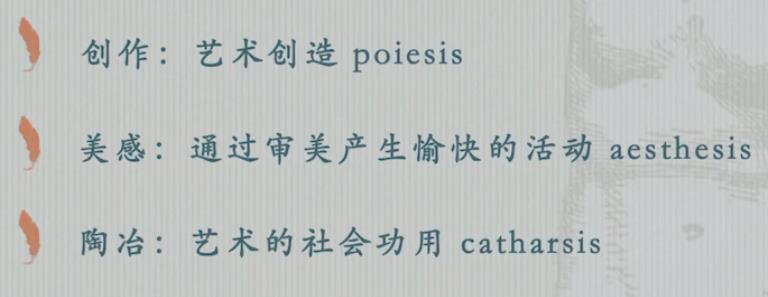 创作：艺术创造 poiesis
美感：通过审美产生愉快的活动 aesthesis
陶冶：艺术的社会功用 catharsis